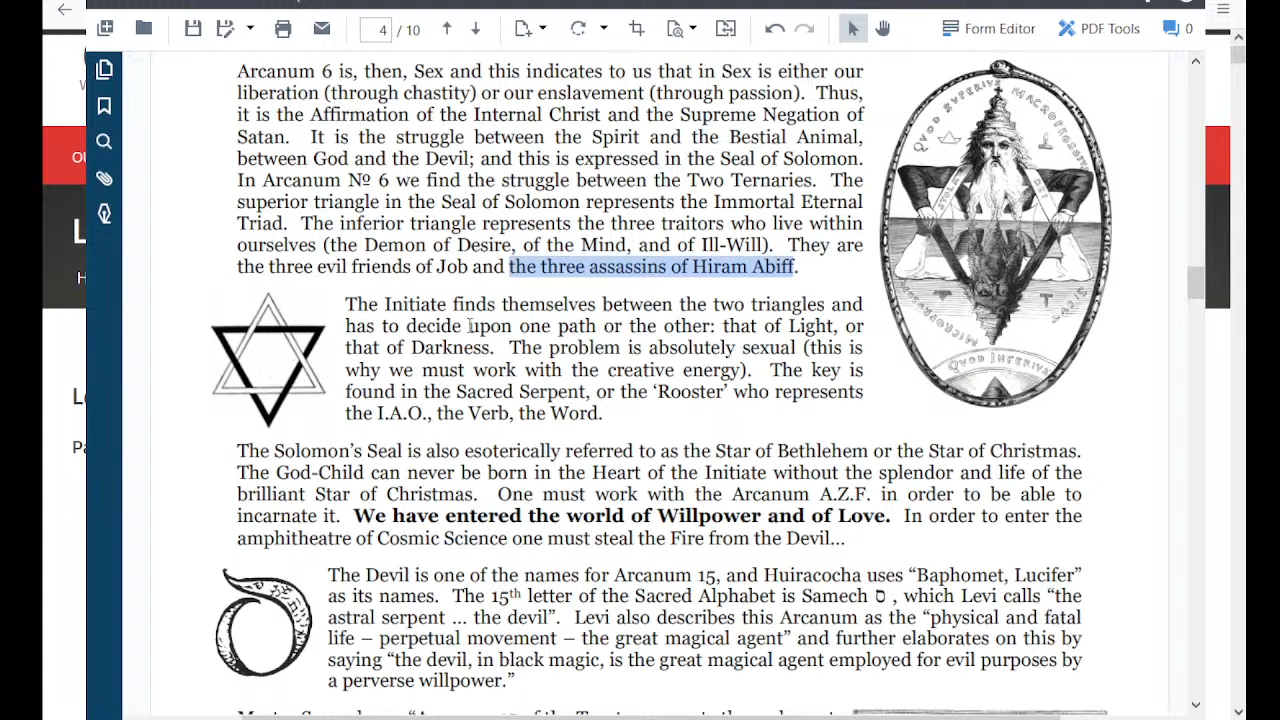 4 / 10
Form Editor
PDF Tools
0
Arcanum 6 is, then, Sex and this indicates to us that in Sex is either our
liberation (through chastity) or our enslavement (through passion). Thus,
it is the Affirmation of the Internal Christ and the Supreme Negation of
Satan. It is the struggle between the Spirit and the Bestial Animal,
between God and the Devil; and this is expressed in the Seal of Solomon.
In Arcanum № 6 we find the struggle between the Two Ternaries. The
superior triangle in the Seal of Solomon represents the Immortal Eternal
Triad. The inferior triangle represents the three traitors who live within
ourselves (the Demon of Desire, of the Mind, and of Ill-Will). They are
the three evil friends of Job and the three assassins of Hiram Abiff.
QUOD SUPERIUS
MACROPROSOPUS
QUOD INFERIUS
The Initiate finds themselves between the two triangles and
has to decide upon one path or the other: that of Light, or
that of Darkness. The problem is absolutely sexual (this is
why we must work with the creative energy). The key is
found in the Sacred Serpent, or the ‘Rooster’ who represents
the I.A.O., the Verb, the Word.
The Solomon’s Seal is also esoterically referred to as the Star of Bethlehem or the Star of Christmas.
The God-Child can never be born in the Heart of the Initiate without the splendor and life of the
brilliant Star of Christmas. One must work with the Arcanum A.Z.F. in order to be able to
incarnate it. We have entered the world of Willpower and of Love. In order to enter the
amphitheatre of Cosmic Science one must steal the Fire from the Devil…
The Devil is one of the names for Arcanum 15, and Huiracocha uses “Baphomet, Lucifer”
as its names. The 15th letter of the Sacred Alphabet is Samech ס , which Levi calls “the
astral serpent … the devil”. Levi also describes this Arcanum as the “physical and fatal
life – perpetual movement – the great magical agent” and further elaborates on this by
saying “the devil, in black magic, is the great magical agent employed for evil purposes by
a perverse willpower.”